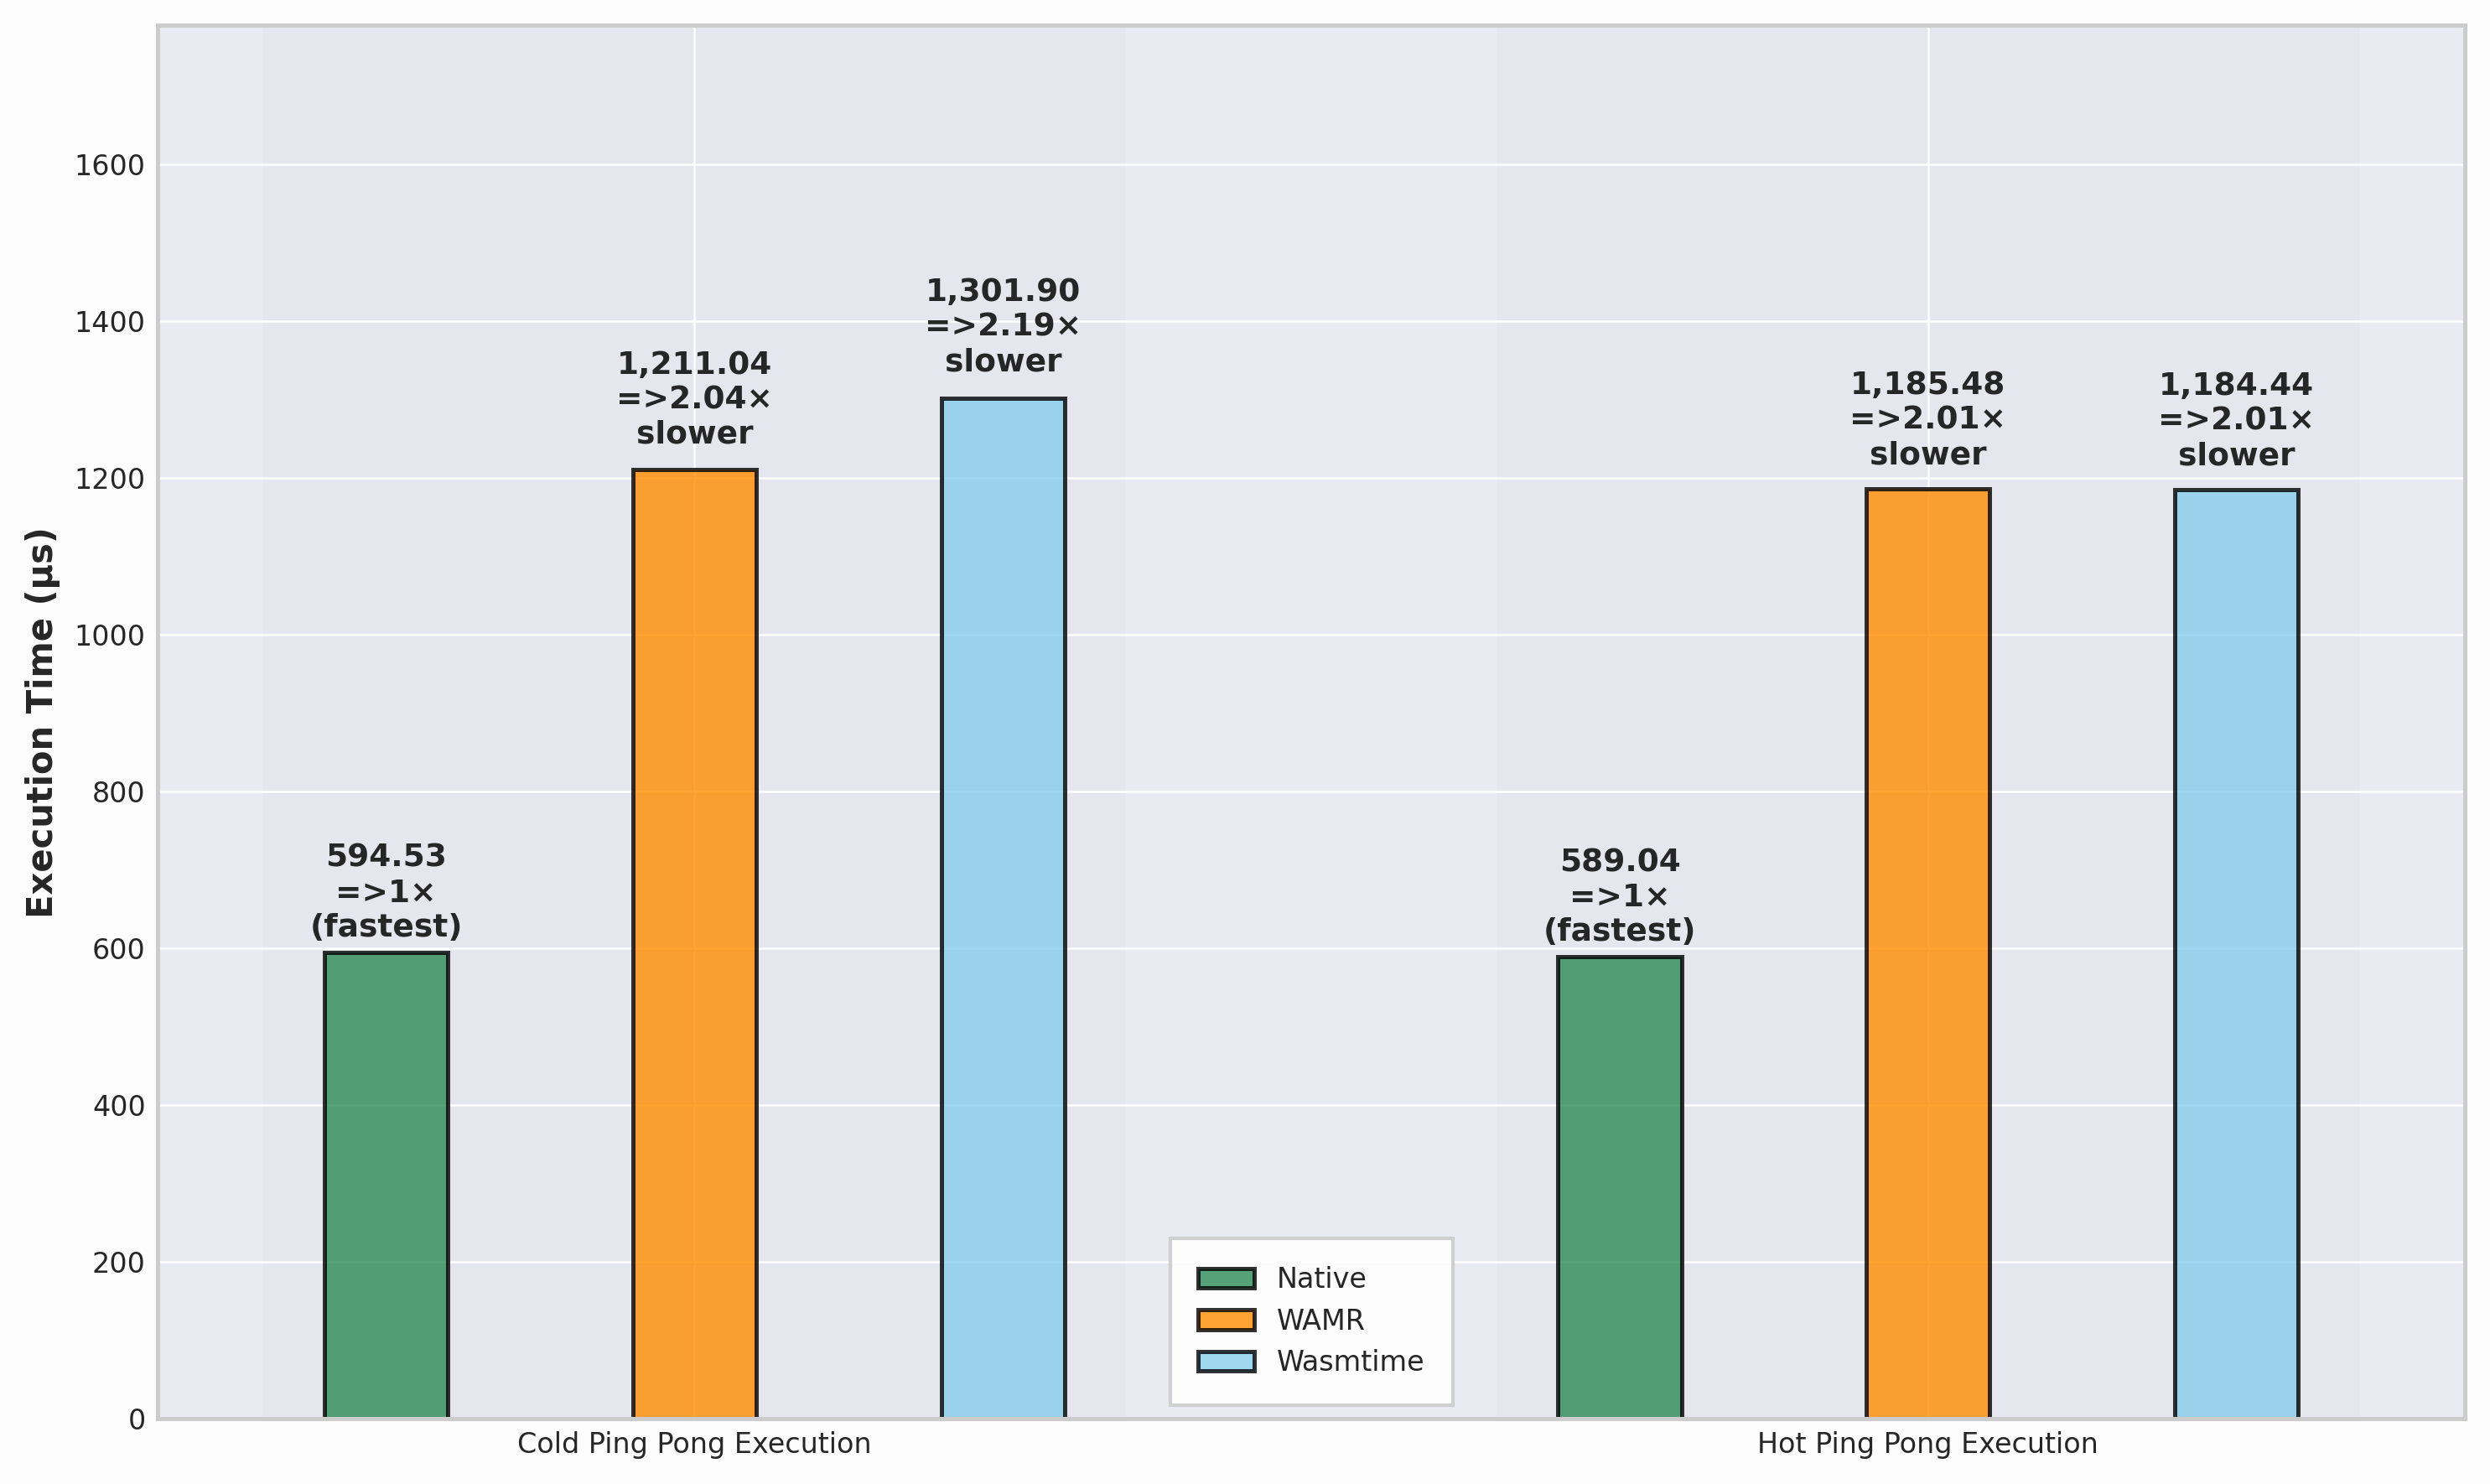 Execution Time (µs)
1600
1400
1200
1000
800
600
400
200
0
594.53
=>1×
(fastest)
1,211.04
=>2.04×
slower
1,301.90
=>2.19×
slower
589.04
=>1×
(fastest)
1,185.48
=>2.01×
slower
1,184.44
=>2.01×
slower
Native
WAMR
Wasmtime
Cold Ping Pong Execution
Hot Ping Pong Execution